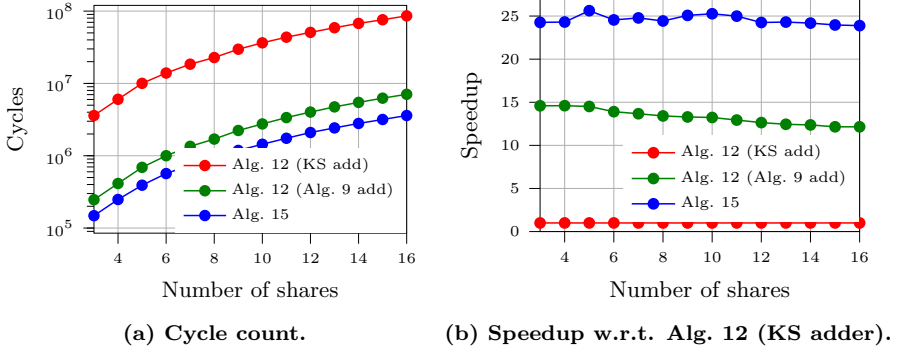 10^8
10^7
10^6
10^5
Cycles
4 6 8 10 12 14 16
Number of shares
Alg. 12 (KS add)
Alg. 12 (Alg. 9 add)
Alg. 15
(a) Cycle count.
25
20
15
10
5
0
Speedup
4 6 8 10 12 14 16
Number of shares
Alg. 12 (KS add)
Alg. 12 (Alg. 9 add)
Alg. 15
(b) Speedup w.r.t. Alg. 12 (KS adder).